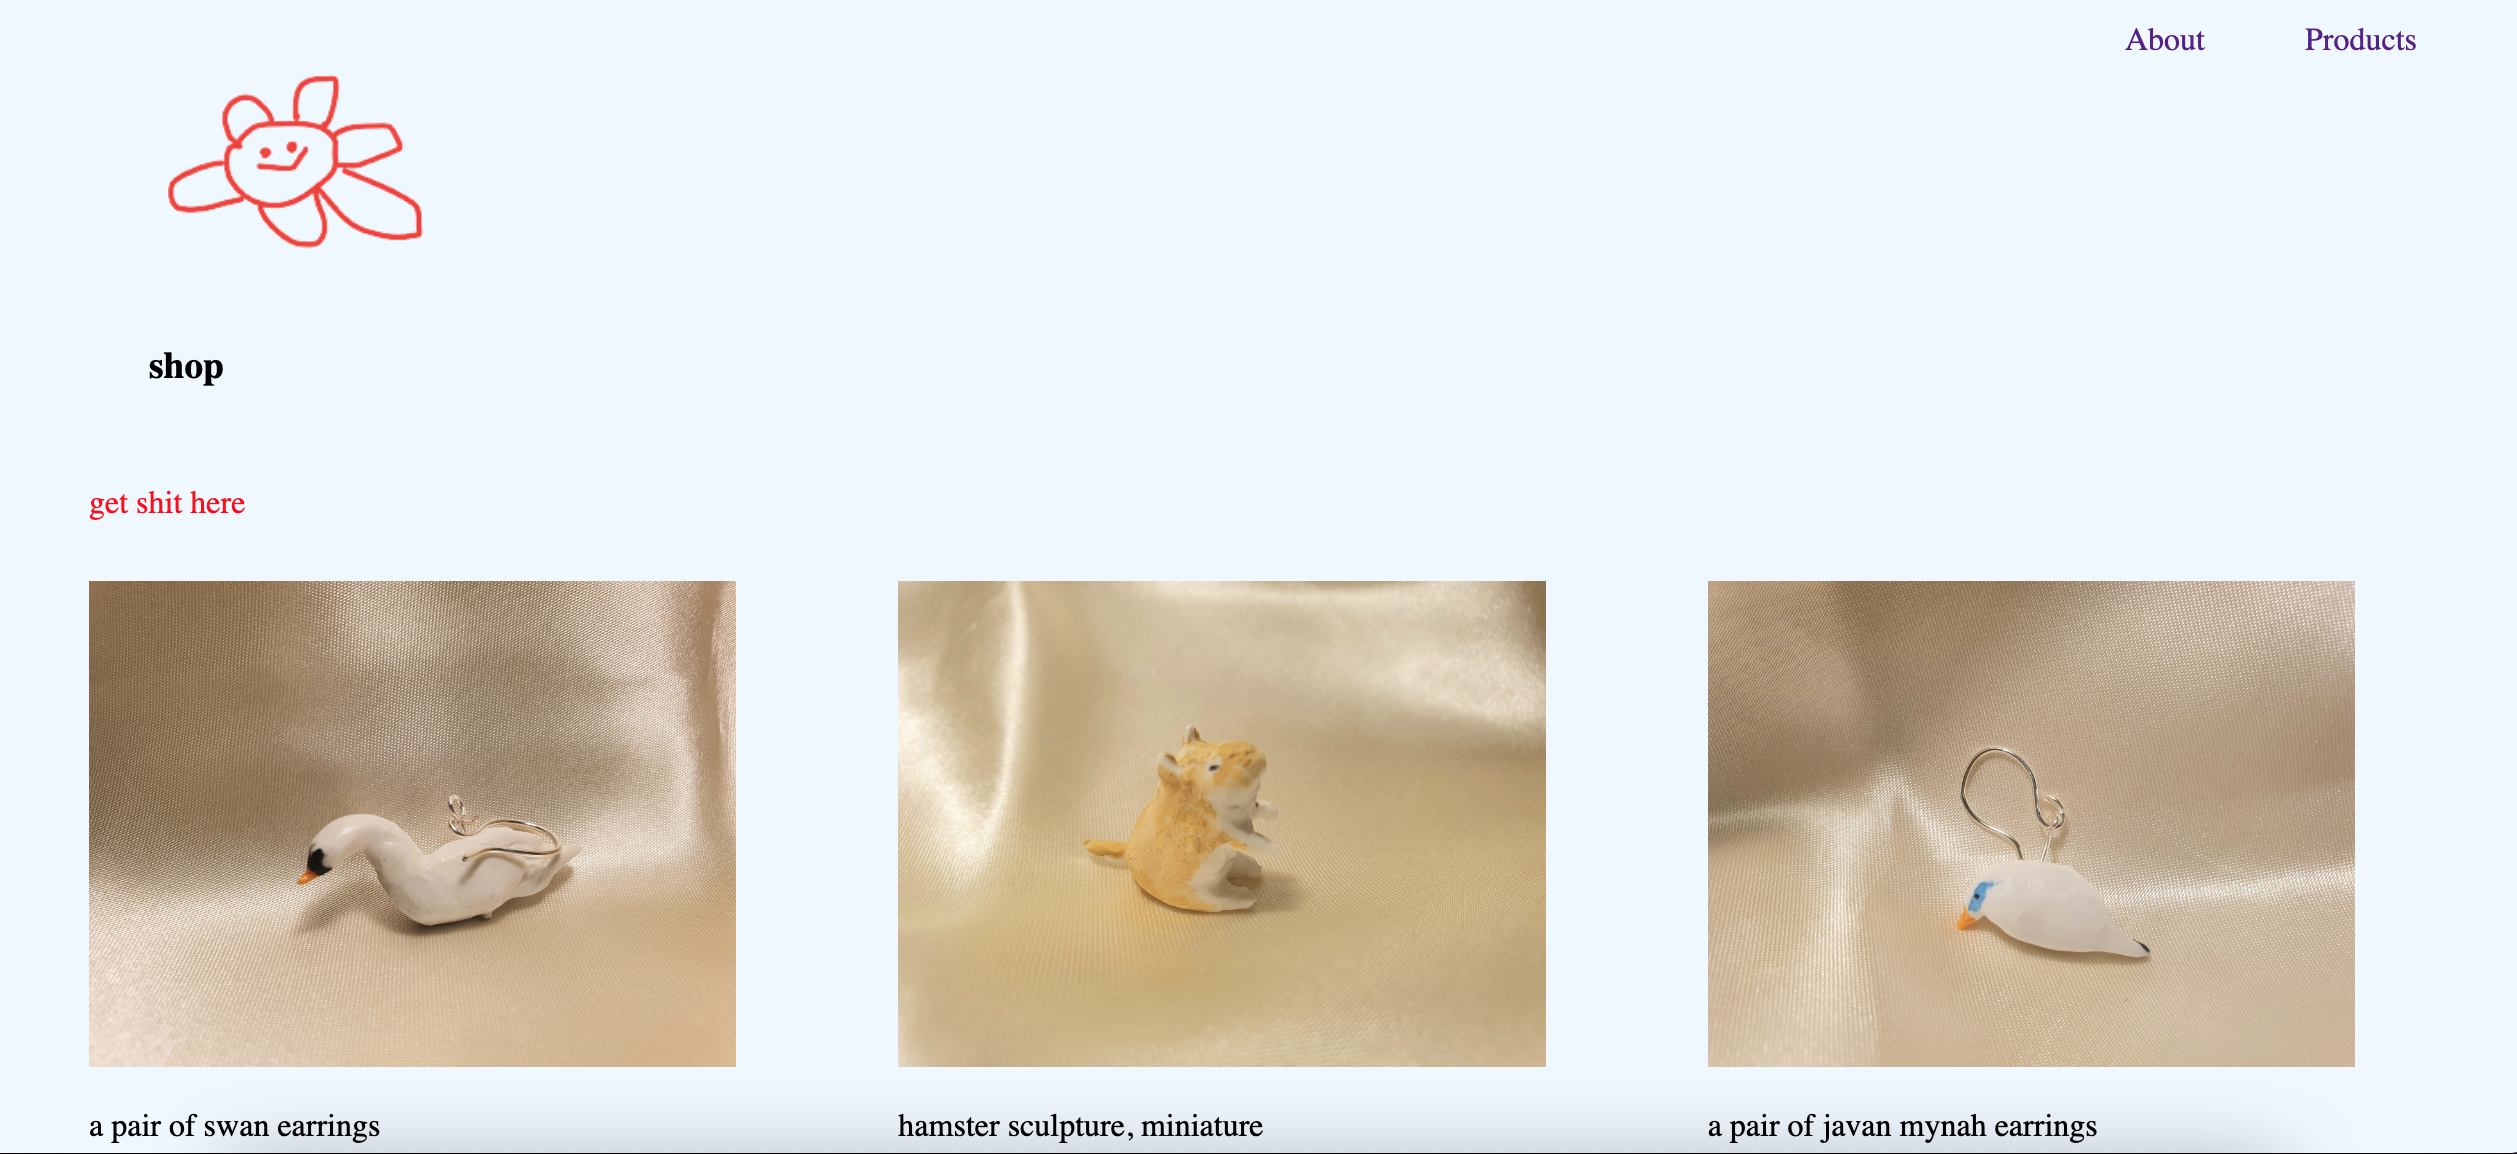 About
Products
shop
get shit here
a pair of swan earrings
hamster sculpture, miniature
a pair of javan mynah earrings